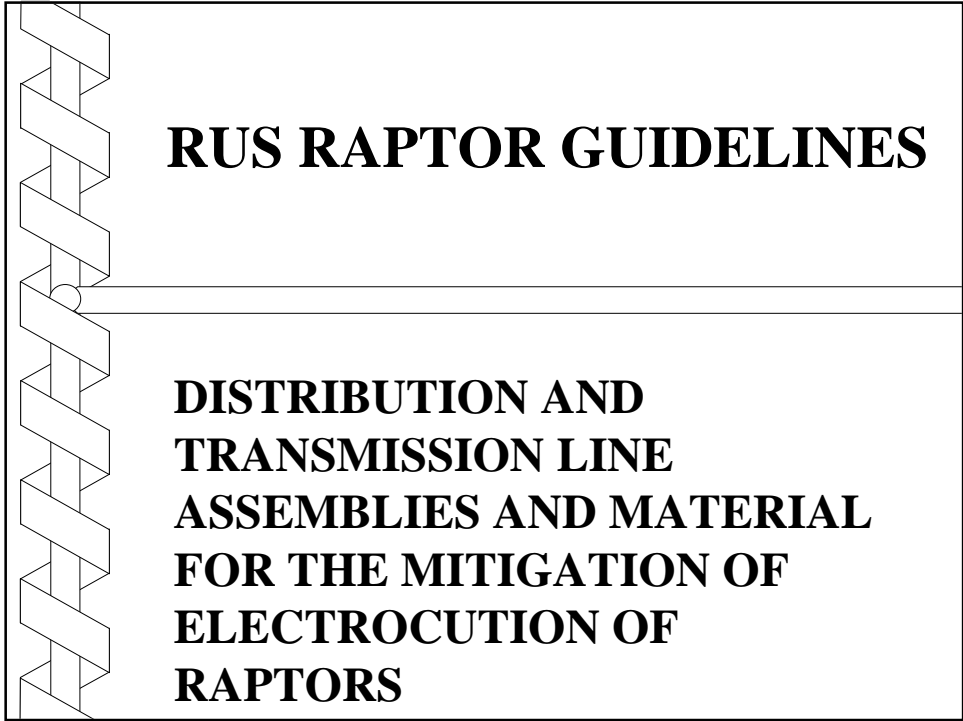 RUS RAPTOR GUIDELINES
DISTRIBUTION AND
TRANSMISSION LINE
ASSEMBLIES AND MATERIAL
FOR THE MITIGATION OF
ELECTROCUTION OF
RAPTORS